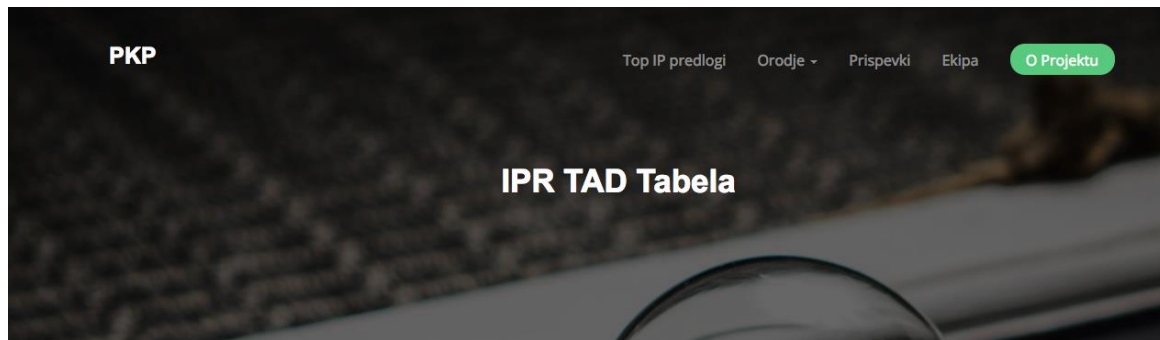 PKP
Top IP predlogi Orodje Prispevki Ekipa O Projektu
IPR TAD Tabela